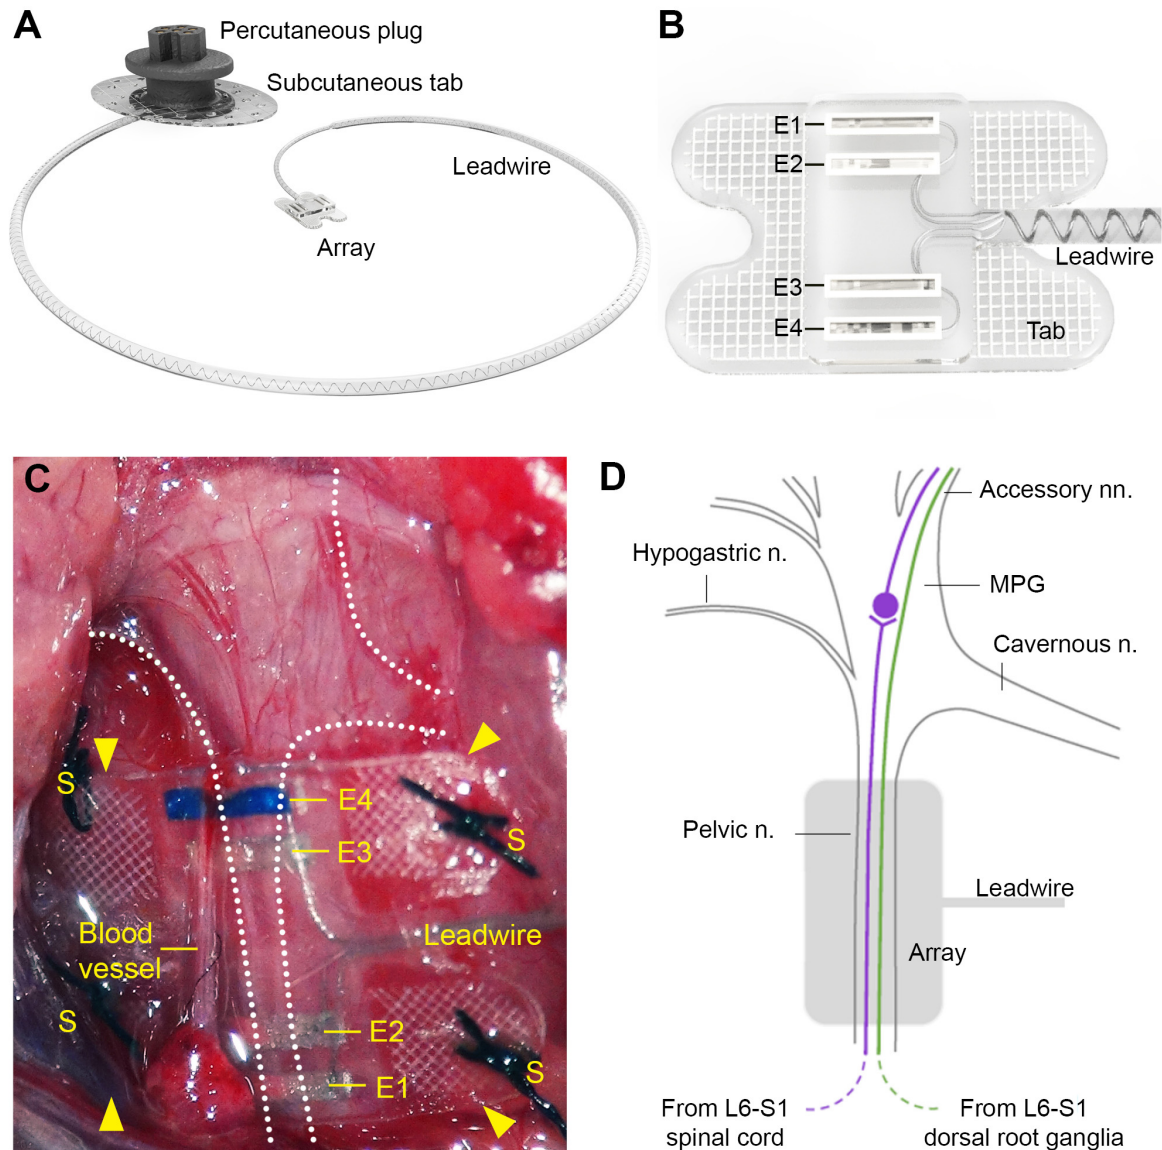 A
Percutaneous plug
Subcutaneous tab
Leadwire
Array
B
E1
E2
Leadwire
E3
E4
Tab
C
S
E4
E3
S
Blood
vessel
Leadwire
S
E2
E1
S
D
Accessory nn.
Hypogastric n.
MPG
Cavernous n.
Pelvic n.
Leadwire
Array
From L6-S1
spinal cord
From L6-S1
dorsal root ganglia